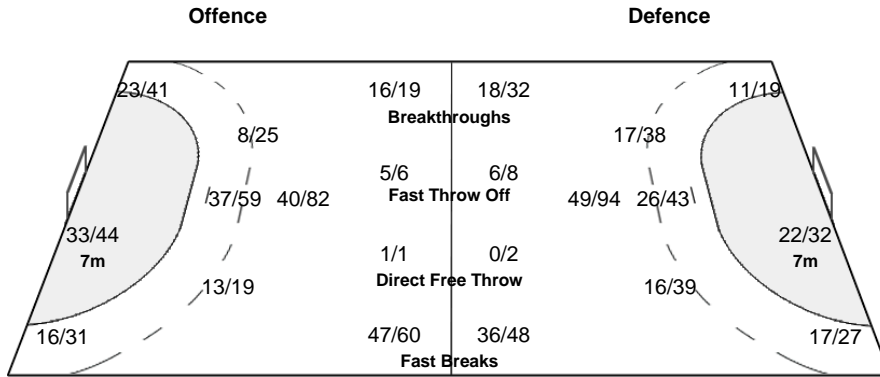 Offence Defence
23/41 16/19 18/32 11/19
Breakthroughs
8/25 17/38
5/6 6/8
37/59 40/82 Fast Throw Off 49/94 26/43
33/44 22/32
7m 7m
1/1 0/2
Direct Free Throw
13/19 16/39
16/31 47/60 36/48 17/27
Fast Breaks